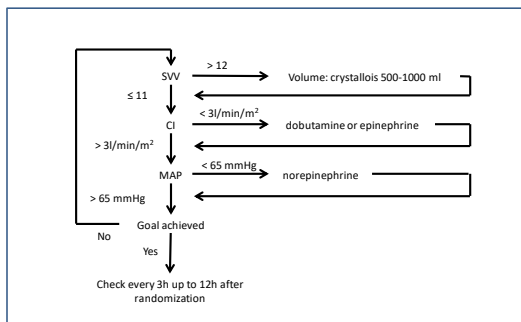 > 12
SVV
Volume: crystallois 500-1000 ml
≤ 11
< 3l/min/m²
CI
dobutamine or epinephrine
> 3l/min/m²
< 65 mmHg
MAP
norepinephrine
> 65 mmHg
Goal achieved
No
Yes
Check every 3h up to 12h after
randomization